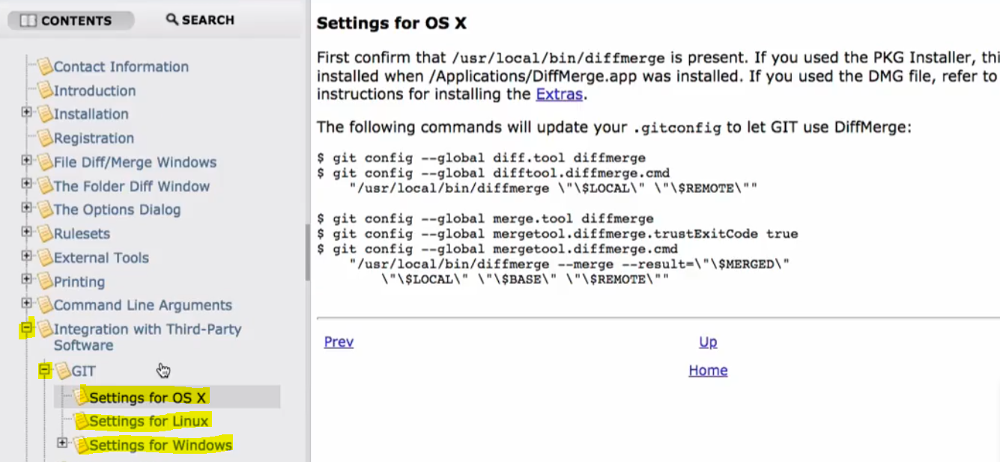 CONTENTS
SEARCH
Contact Information
Introduction
Installation
Registration
File Diff/Merge Windows
The Folder Diff Window
The Options Dialog
Rulesets
External Tools
Printing
Command Line Arguments
Integration with Third-Party
Software
GIT
Settings for OS X
Settings for Linux
Settings for Windows
Settings for OS X
First confirm that /usr/local/bin/diffmerge is present. If you used the PKG Installer, thi
installed when /Applications/DiffMerge.app was installed. If you used the DMG file, refer to
instructions for installing the Extras.
The following commands will update your .gitconfig to let GIT use DiffMerge:
$ git config --global diff.tool diffmerge
$ git config --global difftool.diffmerge.cmd
"/usr/local/bin/diffmerge \"\$LOCAL\" \"\$REMOTE\""
$ git config --global merge.tool diffmerge
$ git config --global mergetool.diffmerge.trustExitCode true
$ git config --global mergetool.diffmerge.cmd
"/usr/local/bin/diffmerge --merge --result=\"\$MERGED\"
\"\$LOCAL\" \"\$BASE\" \"\$REMOTE\""
Prev
Up
Home